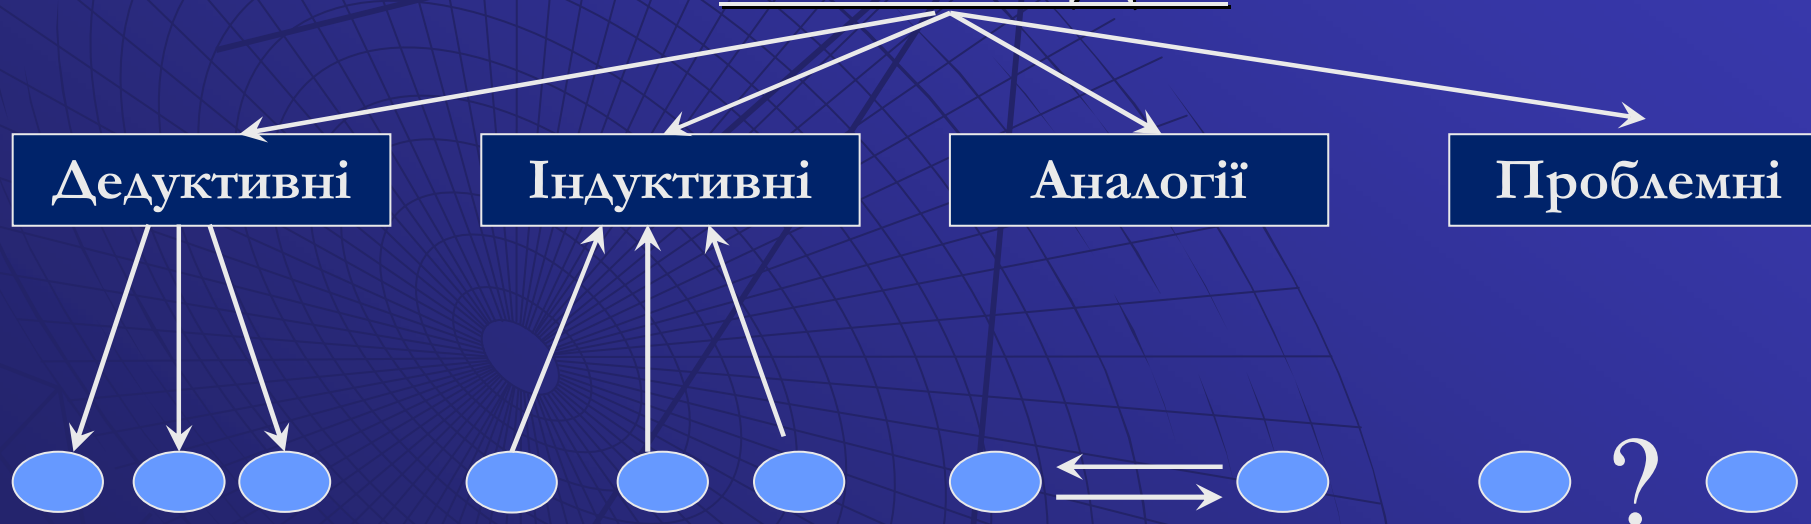 Дедуктивні
Індуктивні
Аналогії
Проблемні
?